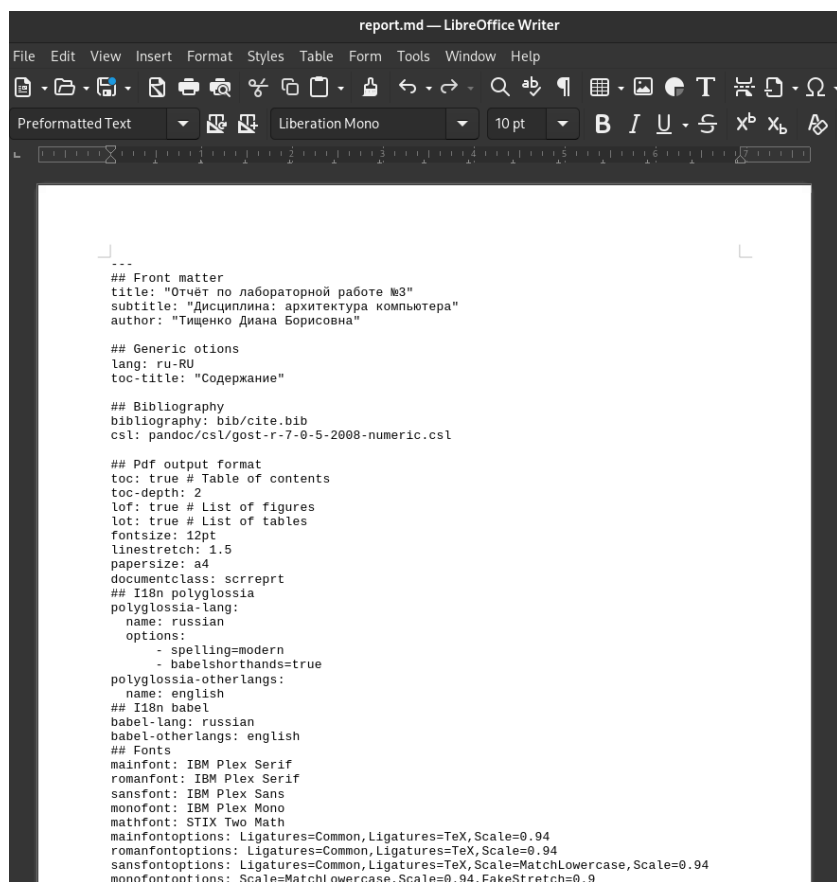 report.md — LibreOffice Writer
File Edit View Insert Format Styles Table Form Tools Window Help
Preformatted Text Liberation Mono 10 pt B I U S X^b X_b
1 2 3 4 5 6 7
---
## Front matter
title: "Отчёт по лабораторной работе №3"
subtitle: "Дисциплина: архитектура компьютера"
author: "Тищенко Диана Борисовна"
## Generic otions
lang: ru-RU
toc-title: "Содержание"
## Bibliography
bibliography: bib/cite.bib
csl: pandoc/csl/gost-r-7-0-5-2008-numeric.csl
## Pdf output format
toc: true # Table of contents
toc-depth: 2
lof: true # List of figures
lot: true # List of tables
fontsize: 12pt
linestretch: 1.5
papersize: a4
documentclass: scrreprt
## I18n polyglossia
polyglossia-lang:
  name: russian
  options:
      - spelling=modern
      - babelshorthands=true
polyglossia-otherlangs:
  name: english
## I18n babel
babel-lang: russian
babel-otherlangs: english
## Fonts
mainfont: IBM Plex Serif
romanfont: IBM Plex Serif
sansfont: IBM Plex Sans
monofont: IBM Plex Mono
mathfont: STIX Two Math
mainfontoptions: Ligatures=Common,Ligatures=TeX,Scale=0.94
romanfontoptions: Ligatures=Common,Ligatures=TeX,Scale=0.94
sansfontoptions: Ligatures=Common,Ligatures=TeX,Scale=MatchLowercase,Scale=0.94
monofontoptions: Scale=MatchLowercase,Scale=0.94,FakeStretch=0.9